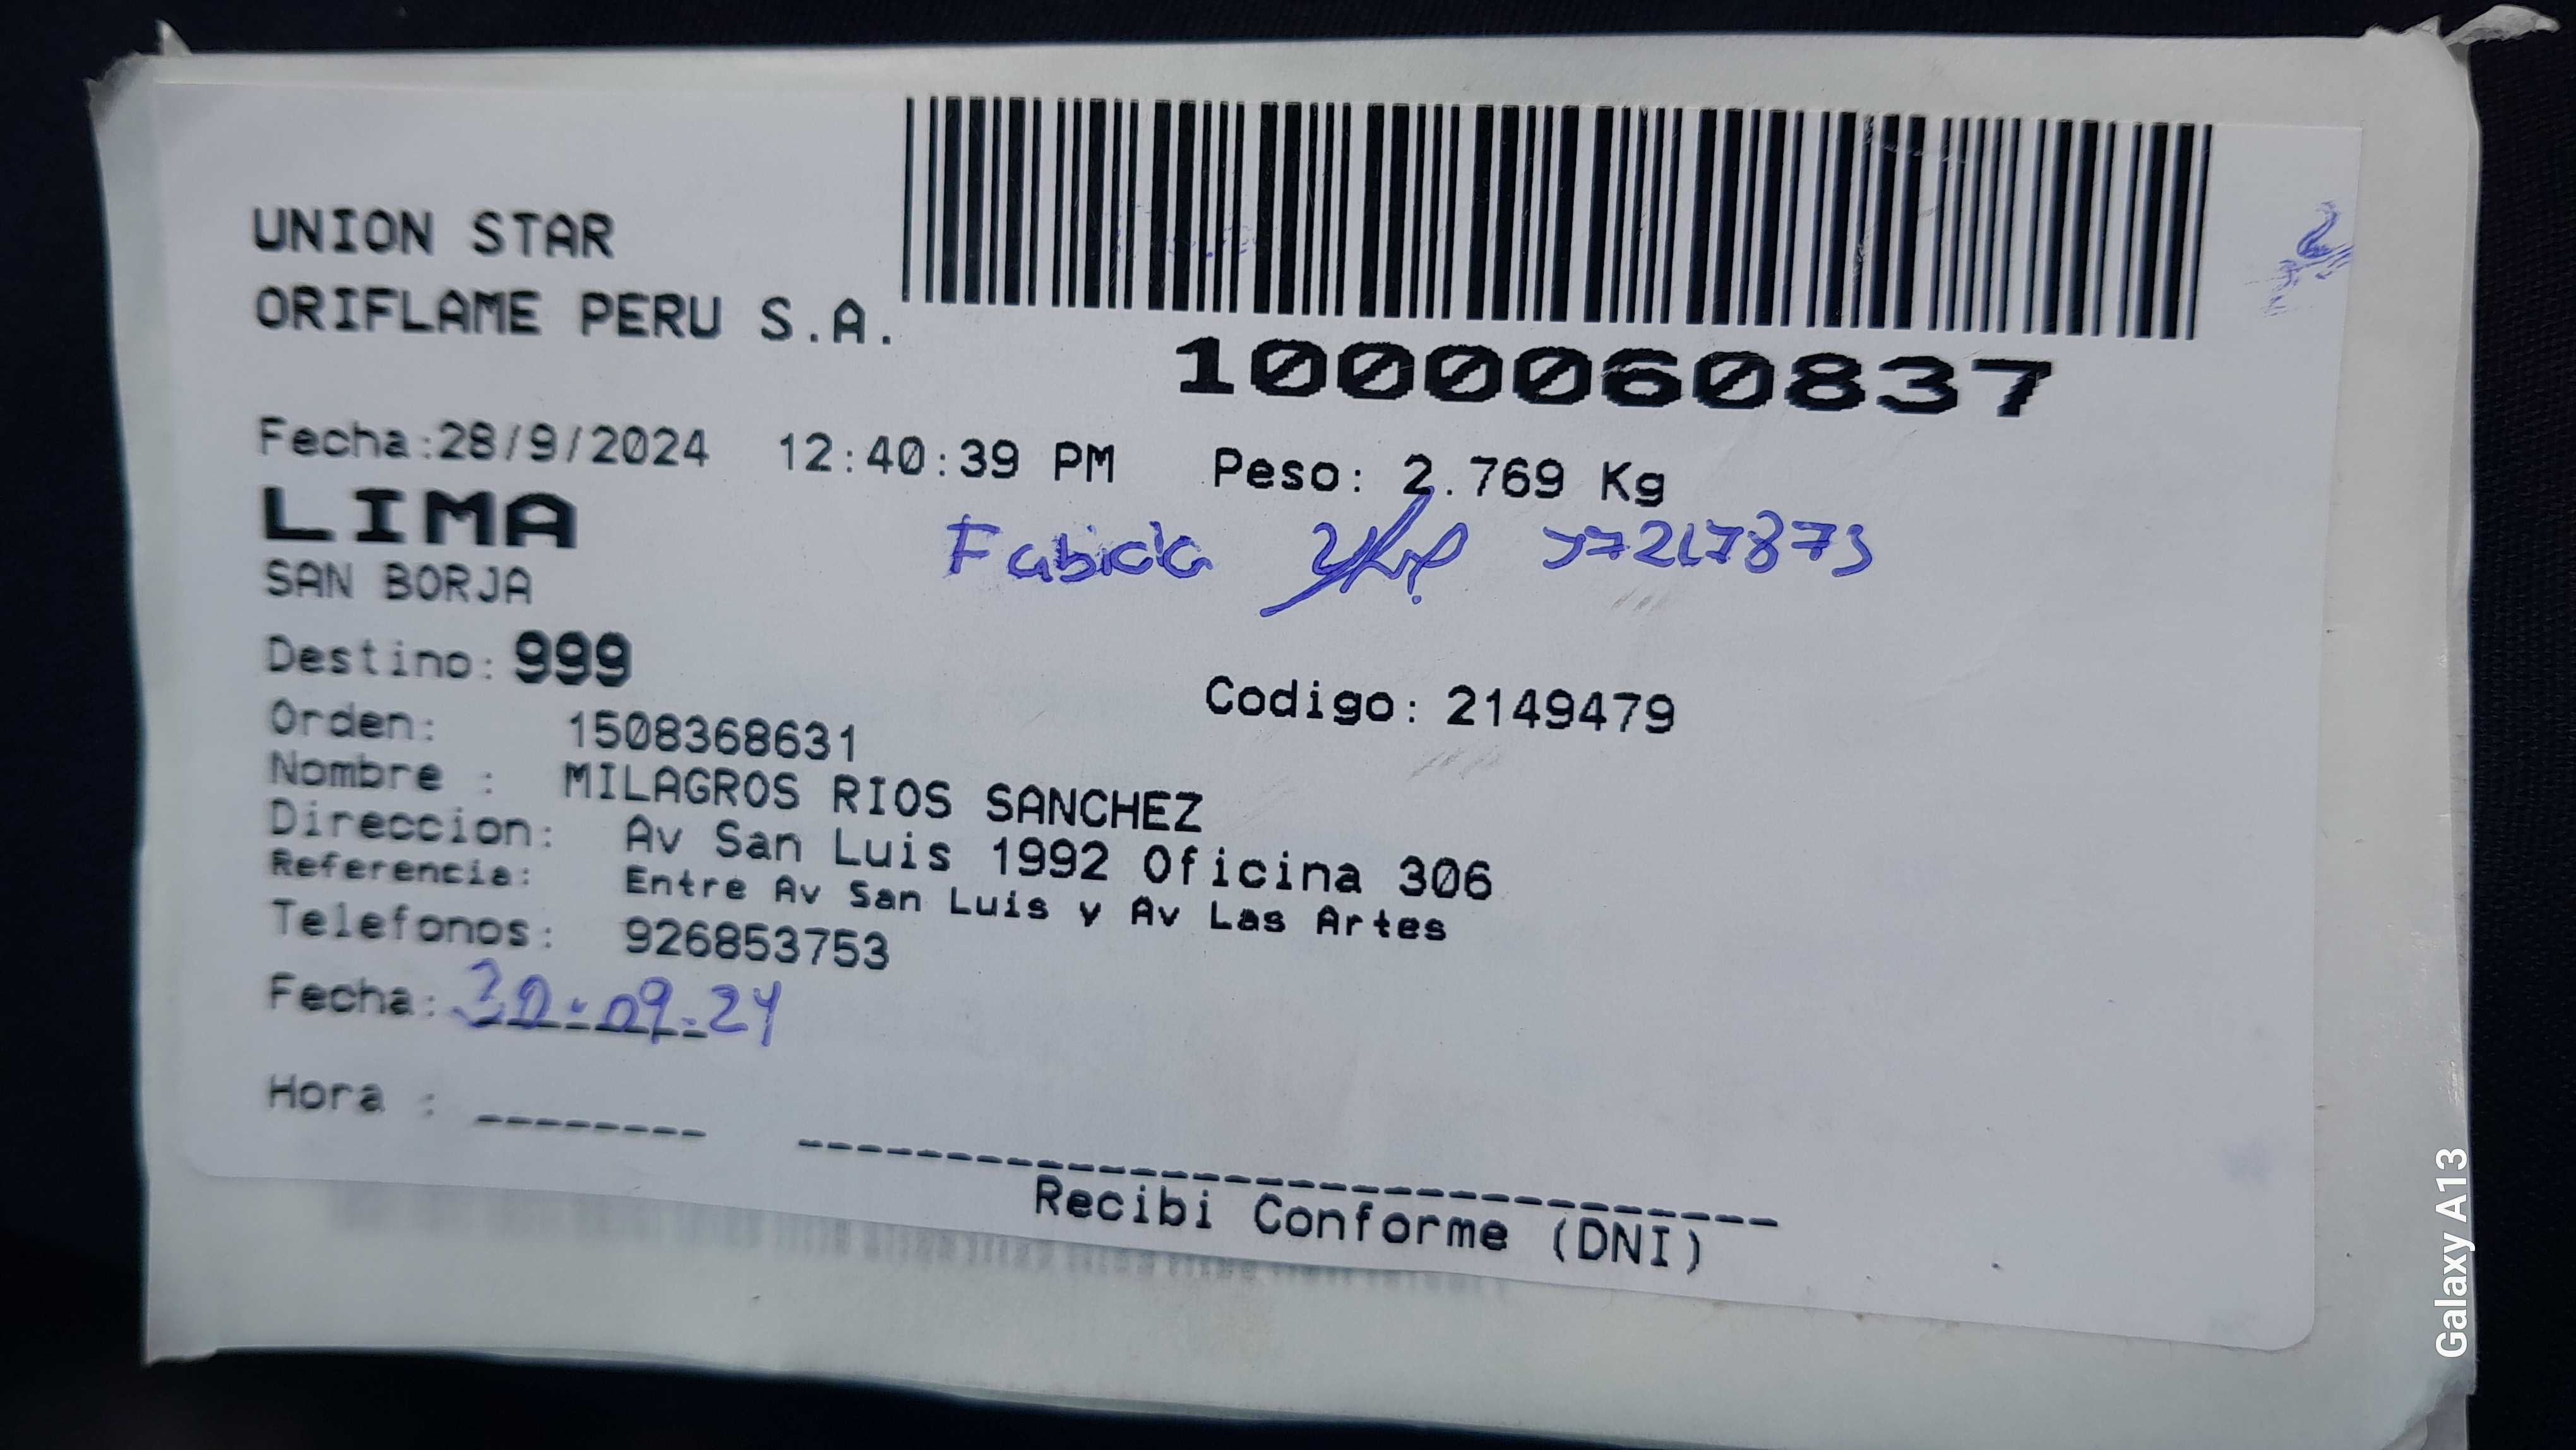 UNION STAR
ORIFLAME PERU S.A.
1000060837
Fecha:28/9/2024 12:40:39 PM Peso: 2.769 Kg
LIMA
SAN BORJA
Destino: 999
Codigo: 2149479
Orden: 1508368631
Nombre : MILAGROS RIOS SANCHEZ
Direccion: Av San Luis 1992 Oficina 306
Referencia: Entre Av San Luis y Av Las Artes
Telefonos: 926853753
Fecha: 30-09-24
Hora :
Recibi Conforme (DNI)
Galaxy A13